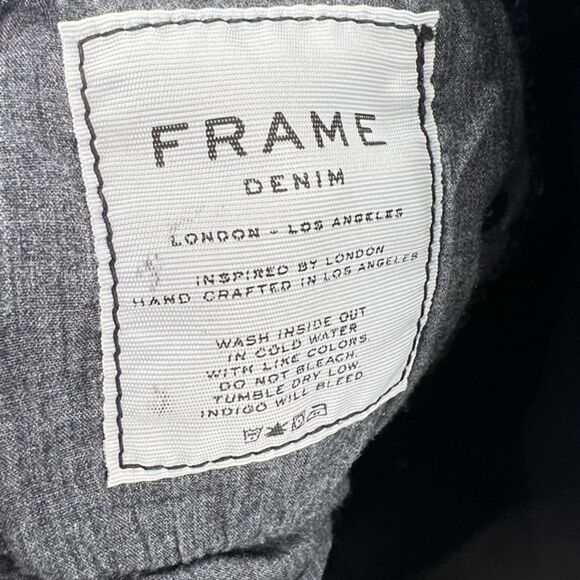 FRAME
DENIM
LONDON - LOS ANGELES
INSPIRED BY LONDON
HAND CRAFTED IN LOS ANGELES
WASH INSIDE OUT
IN COLD WATER
WITH LIKE COLORS.
DO NOT BLEACH.
TUMBLE DRY LOW.
INDIGO WILL BLEED